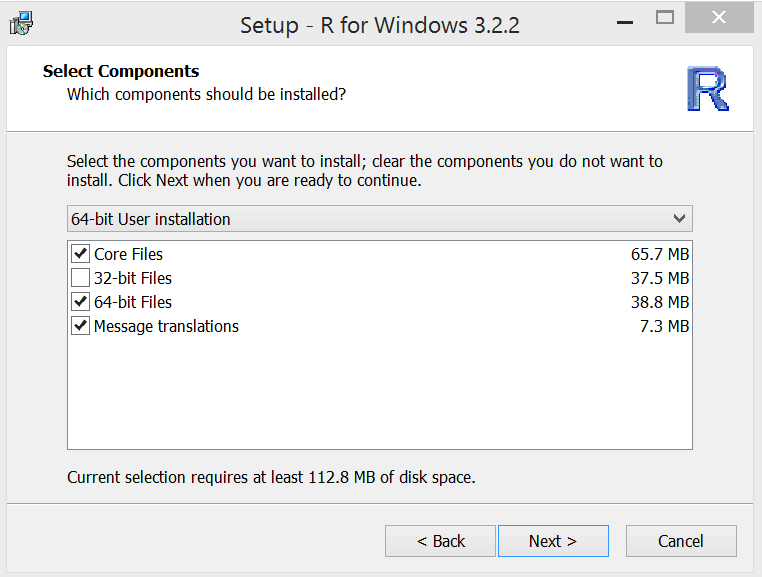 Setup - R for Windows 3.2.2
Select Components
Which components should be installed?
R
Select the components you want to install; clear the components you do not want to
install. Click Next when you are ready to continue.
64-bit User installation
Core Files 65.7 MB
32-bit Files 37.5 MB
64-bit Files 38.8 MB
Message translations 7.3 MB
Current selection requires at least 112.8 MB of disk space.
< Back Next > Cancel